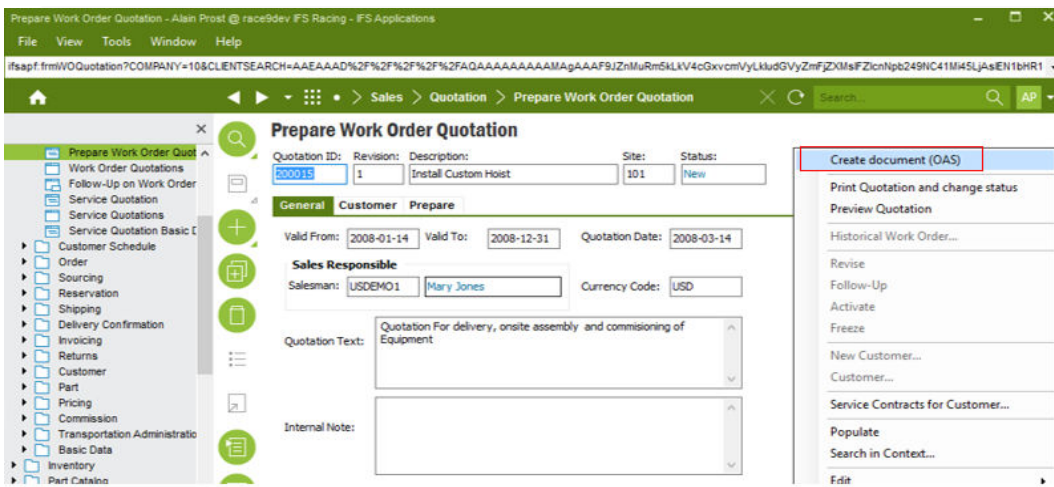 Prepare Work Order Quotation - Alain Prost @ race9dev IFS Racing - IFS Applications
File View Tools Window Help
Sales > Quotation > Prepare Work Order Quotation
Search...
AP
Prepare Work Order Quot
Work Order Quotations
Follow-Up on Work Order
Service Quotation
Service Quotations
Service Quotation Basic D
Customer Schedule
Order
Sourcing
Reservation
Shipping
Delivery Confirmation
Invoicing
Returns
Customer
Part
Pricing
Commission
Transportation Administratio
Basic Data
Inventory
Part Catalog
Prepare Work Order Quotation
Quotation ID: Revision: Description: Site: Status:
200015 1 Install Custom Hoist 101 New
General Customer Prepare
Valid From: 2008-01-14 Valid To: 2008-12-31 Quotation Date: 2008-03-14
Sales Responsible
Salesman: USDEMO1 Mary Jones Currency Code: USD
Quotation Text:
Quotation For delivery, onsite assembly and commisioning of
Equipment
Internal Note:
Create document (OAS)
Print Quotation and change status
Preview Quotation
Historical Work Order...
Revise
Follow-Up
Activate
Freeze
New Customer...
Customer...
Service Contracts for Customer...
Populate
Search in Context...
Edit